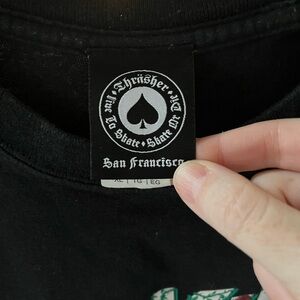 Thrasher
Live To Skate • Skate Or Die
San Francisco
XL | TG | EG